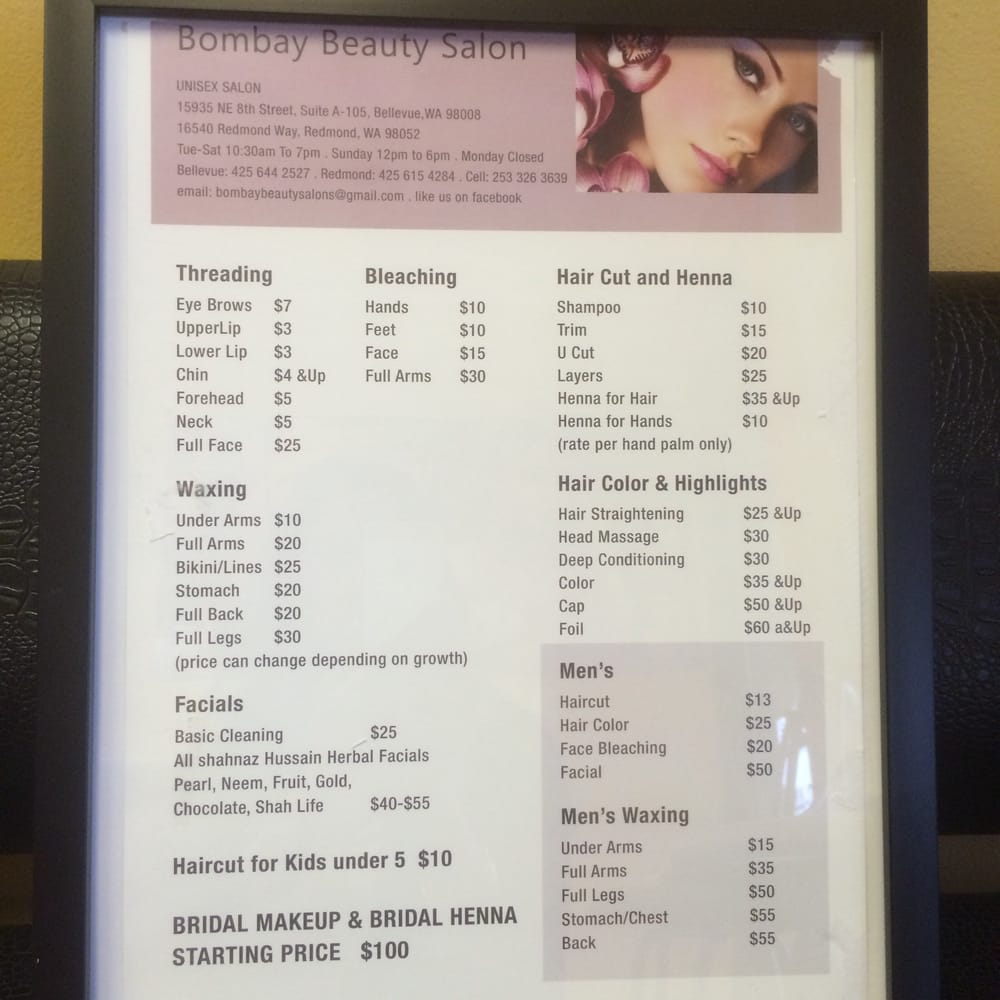 Bombay Beauty Salon
UNISEX SALON
15935 NE 8th Street, Suite A-105, Bellevue,WA 98008
16540 Redmond Way, Redmond, WA 98052
Tue-Sat 10:30am To 7pm . Sunday 12pm to 6pm . Monday Closed
Bellevue: 425 644 2527 . Redmond: 425 615 4284 . Cell: 253 326 3639
email: bombaybeautysalons@gmail.com . like us on facebook
Threading
Eye Brows $7
UpperLip $3
Lower Lip $3
Chin $4 &Up
Forehead $5
Neck $5
Full Face $25
Bleaching
Hands $10
Feet $10
Face $15
Full Arms $30
Waxing
Under Arms $10
Full Arms $20
Bikini/Lines $25
Stomach $20
Full Back $20
Full Legs $30
(price can change depending on growth)
Facials
Basic Cleaning $25
All shahnaz Hussain Herbal Facials
Pearl, Neem, Fruit, Gold,
Chocolate, Shah Life $40-$55
Haircut for Kids under 5 $10
BRIDAL MAKEUP & BRIDAL HENNA
STARTING PRICE $100
Hair Cut and Henna
Shampoo $10
Trim $15
U Cut $20
Layers $25
Henna for Hair $35 &Up
Henna for Hands $10
(rate per hand palm only)
Hair Color & Highlights
Hair Straightening $25 &Up
Head Massage $30
Deep Conditioning $30
Color $35 &Up
Cap $50 &Up
Foil $60 a&Up
Men's
Haircut $13
Hair Color $25
Face Bleaching $20
Facial $50
Men's Waxing
Under Arms $15
Full Arms $35
Full Legs $50
Stomach/Chest $55
Back $55